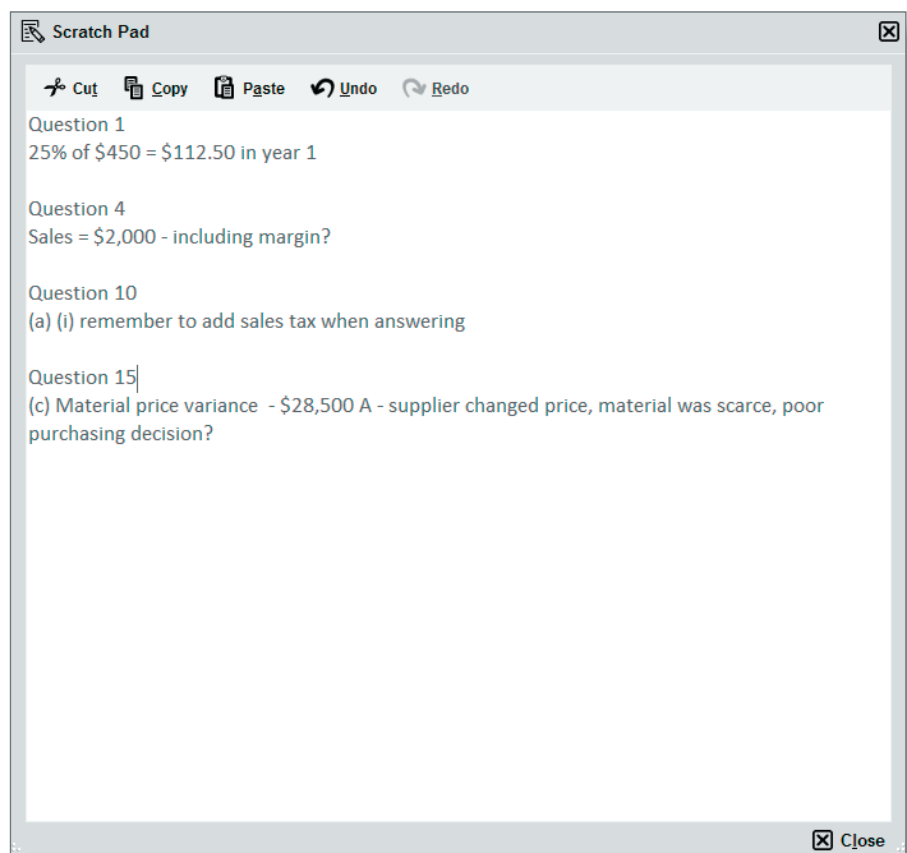 Scratch Pad
Cut Copy Paste Undo Redo
Question 1
25% of $450 = $112.50 in year 1
Question 4
Sales = $2,000 - including margin?
Question 10
(a) (i) remember to add sales tax when answering
Question 15
(c) Material price variance  - $28,500 A - supplier changed price, material was scarce, poor
purchasing decision?
Close